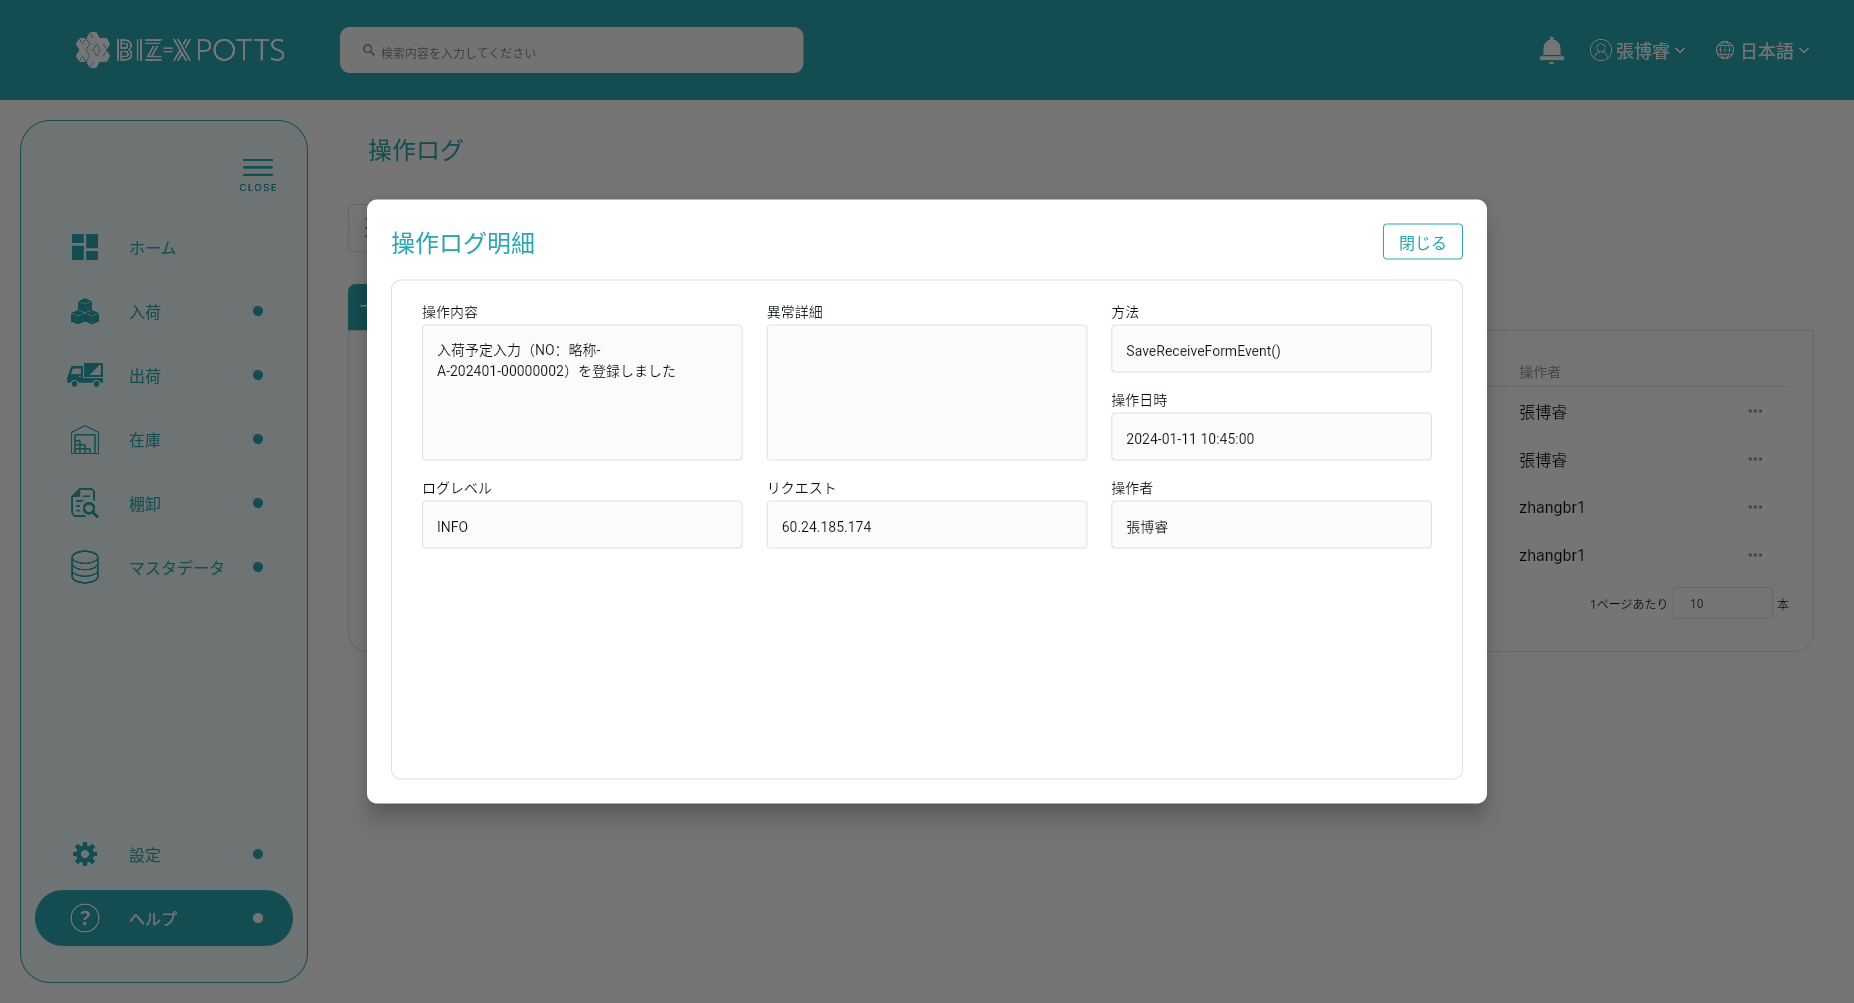 BIZ=X POTTS
検索内容を入力してください
張博睿
日本語
CLOSE
ホーム
入荷
出荷
在庫
棚卸
マスタデータ
設定
ヘルプ
操作ログ
操作ログ明細
閉じる
操作内容
入荷予定入力（NO：略称-
A-202401-00000002）を登録しました
異常詳細
方法
SaveReceiveFormEvent()
操作日時
2024-01-11 10:45:00
ログレベル
INFO
リクエスト
60.24.185.174
操作者
張博睿
操作者
張博睿
張博睿
zhangbr1
zhangbr1
1ページあたり 10 本